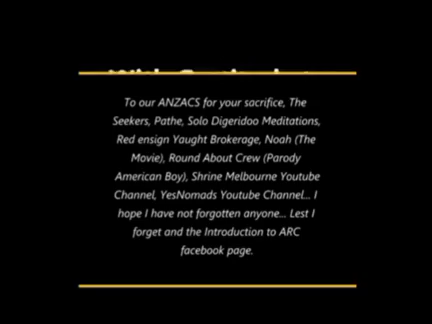 To our ANZACS for your sacrifice, The
Seekers, Pathe, Solo Digeridoo Meditations,
Red ensign Yaught Brokerage, Noah (The
Movie), Round About Crew (Parody
American Boy), Shrine Melbourne Youtube
Channel, YesNomads Youtube Channel... I
hope I have not forgotten anyone... Lest I
forget and the Introduction to ARC
facebook page.